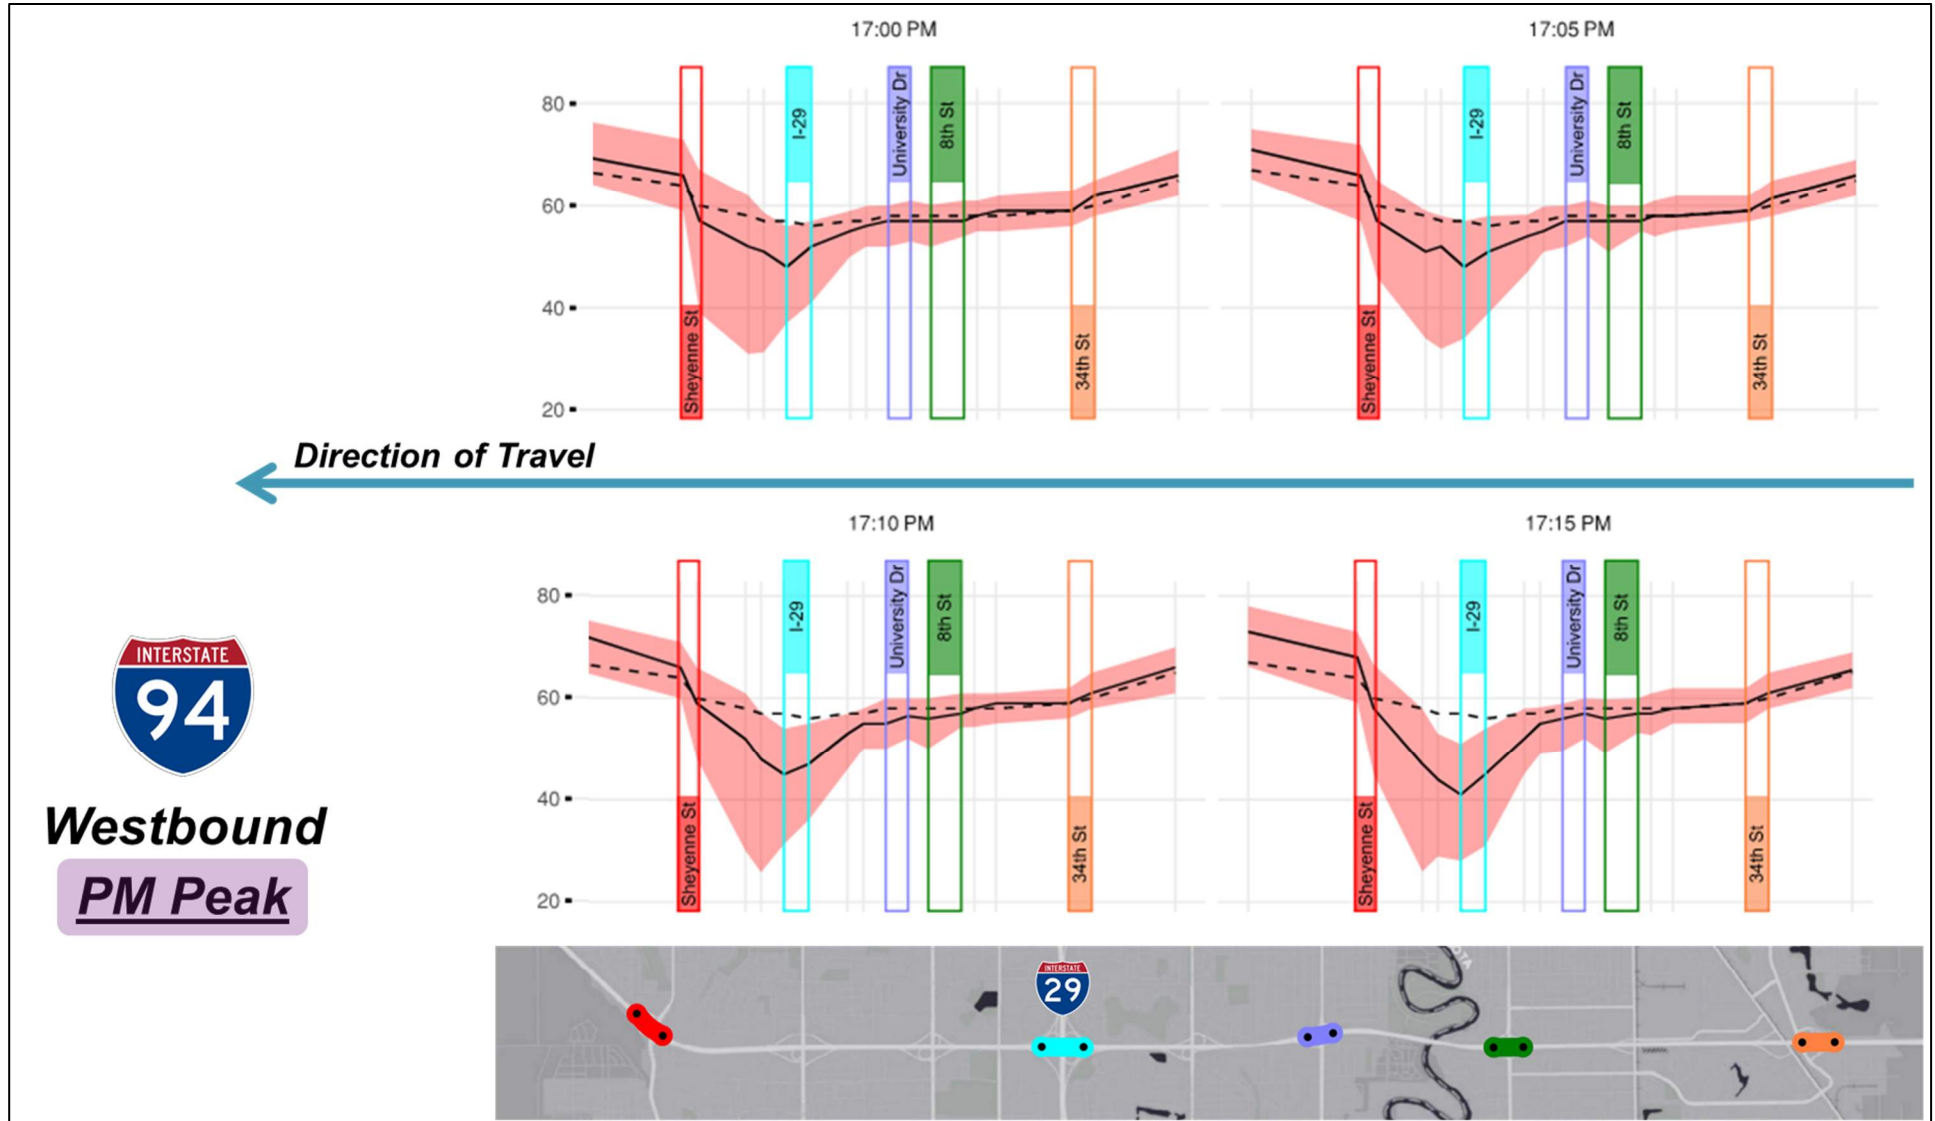 17:00 PM
17:05 PM
80
60
40
20
Sheyenne St
I-29
University Dr
8th St
34th St
Sheyenne St
I-29
University Dr
8th St
34th St
Direction of Travel
17:10 PM
17:15 PM
80
60
40
20
Sheyenne St
I-29
University Dr
8th St
34th St
Sheyenne St
I-29
University Dr
8th St
34th St
INTERSTATE
94
Westbound
PM Peak
INTERSTATE
29